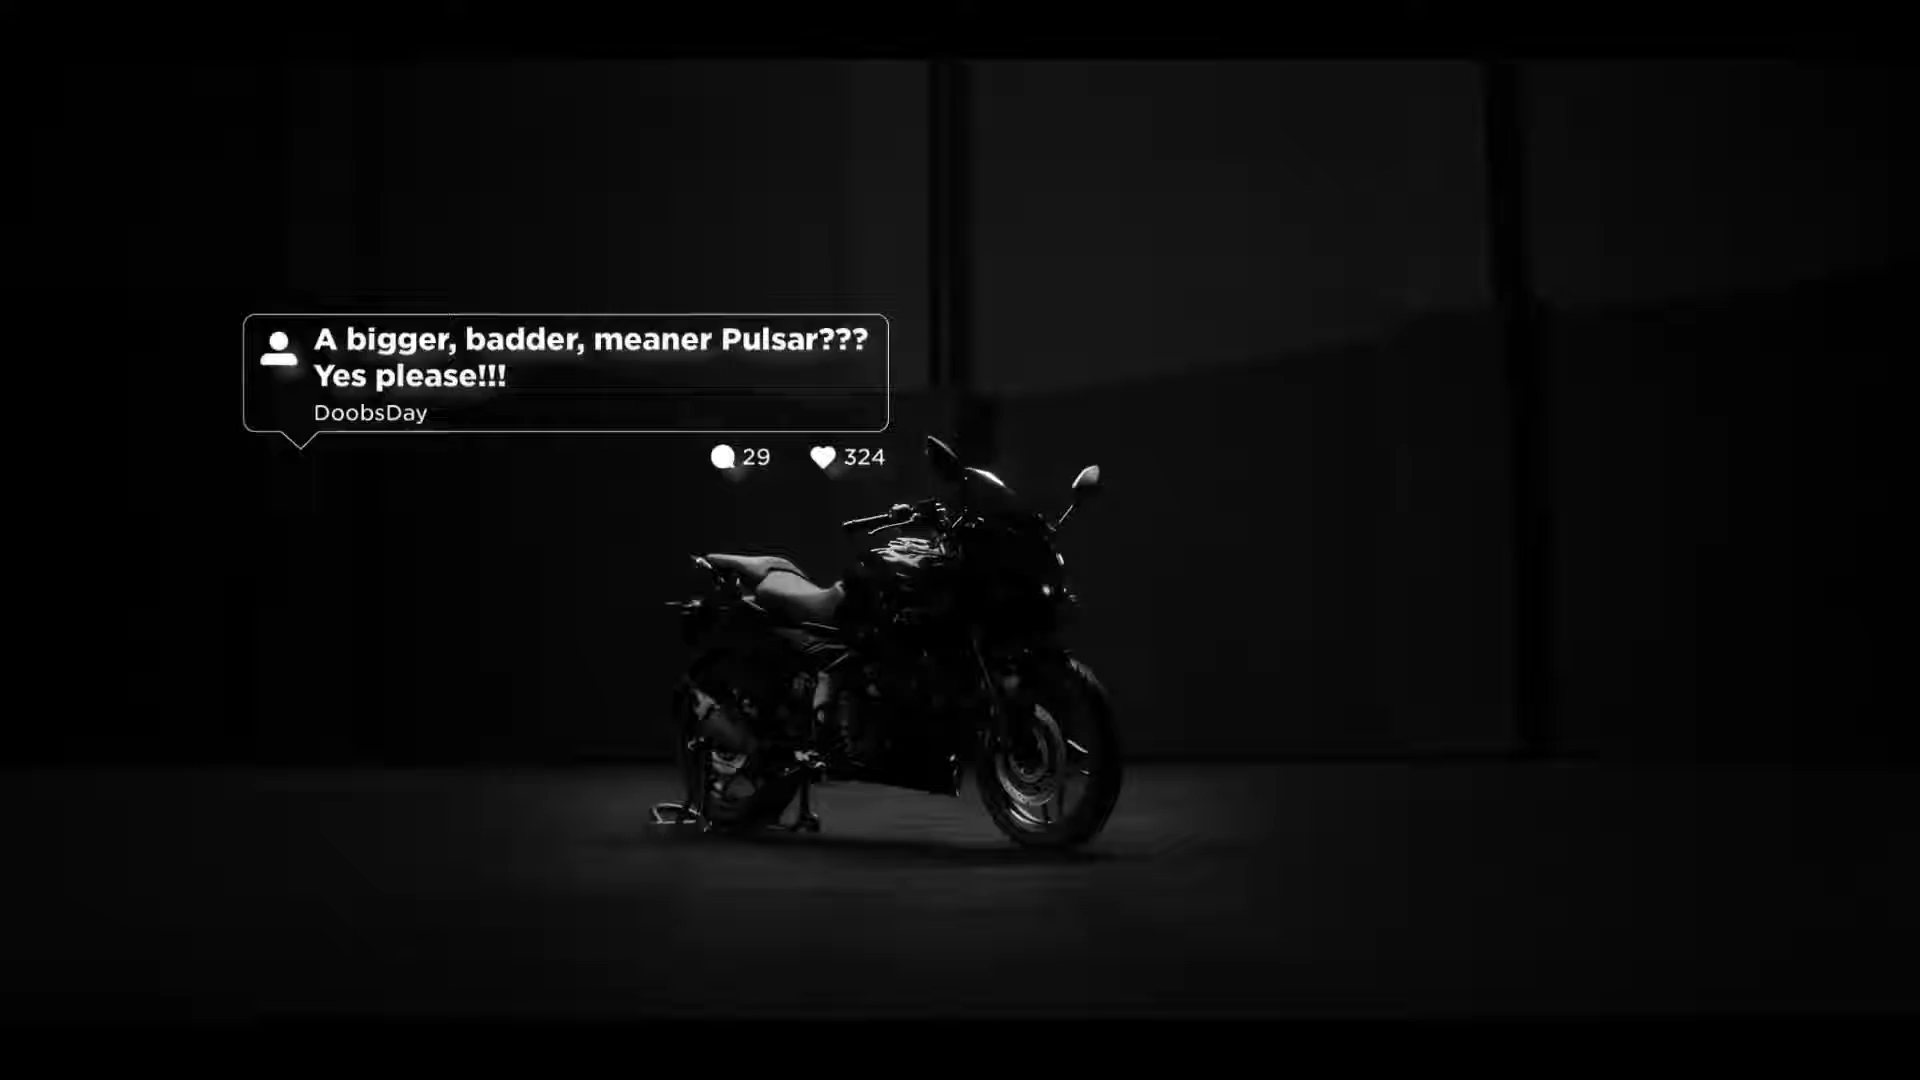 A bigger, badder, meaner Pulsar???
Yes please!!!
DoobsDay
29 324